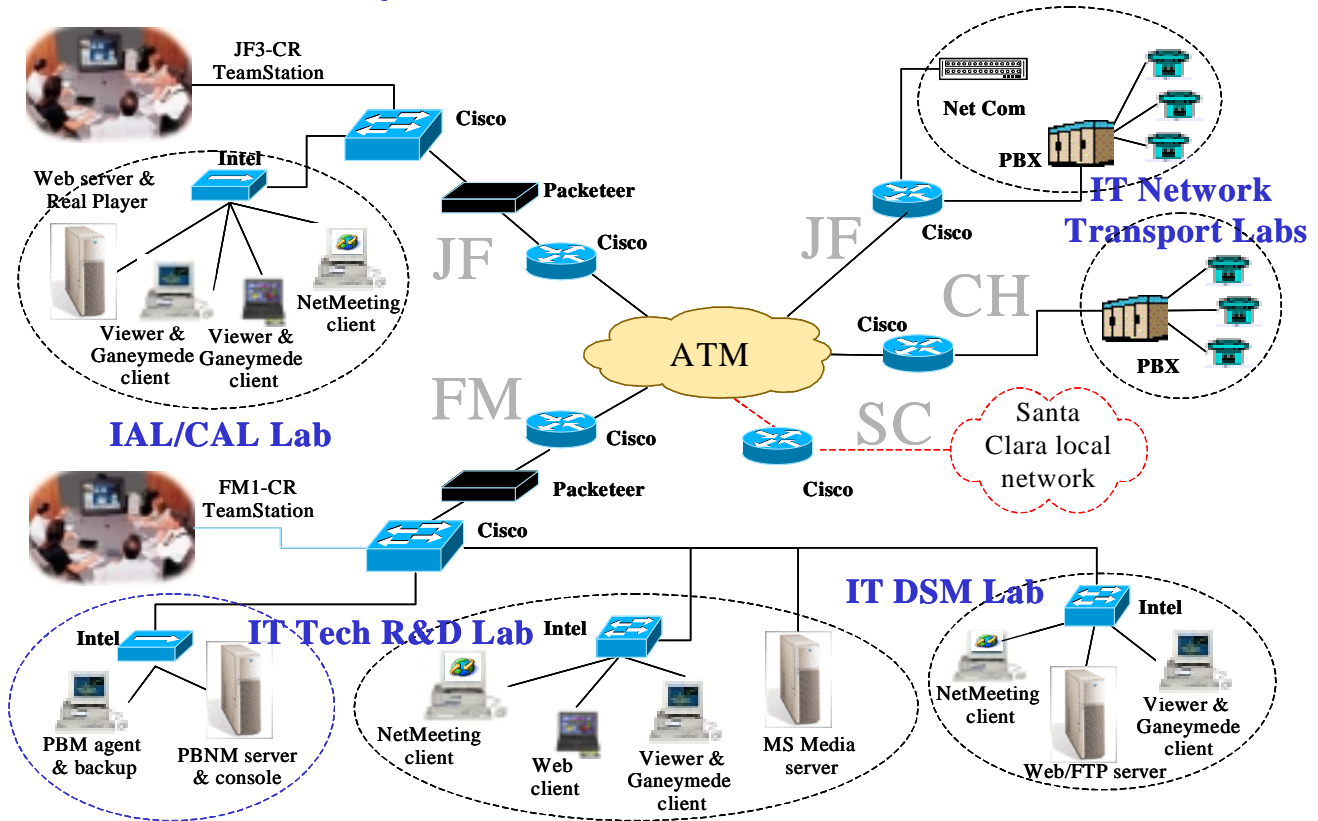 JF3-CR
TeamStation
Cisco
Intel
Web server &
Real Player
Packeteer
Cisco
JF
NetMeeting
client
Viewer &
Ganeymede
client
Viewer &
Ganeymede
client
IAL/CAL Lab
Net Com
PBX
IT Network
Transport Labs
JF
Cisco
CH
Cisco
PBX
ATM
FM
Cisco
SC
Santa
Clara local
network
Cisco
Packeteer
FM1-CR
TeamStation
Cisco
IT DSM Lab
Intel
IT Tech R&D Lab
Intel
Intel
PBM agent
& backup
PBNM server
& console
NetMeeting
client
Web
client
Viewer &
Ganeymede
client
MS Media
server
NetMeeting
client
Web/FTP server
Viewer &
Ganeymede
client